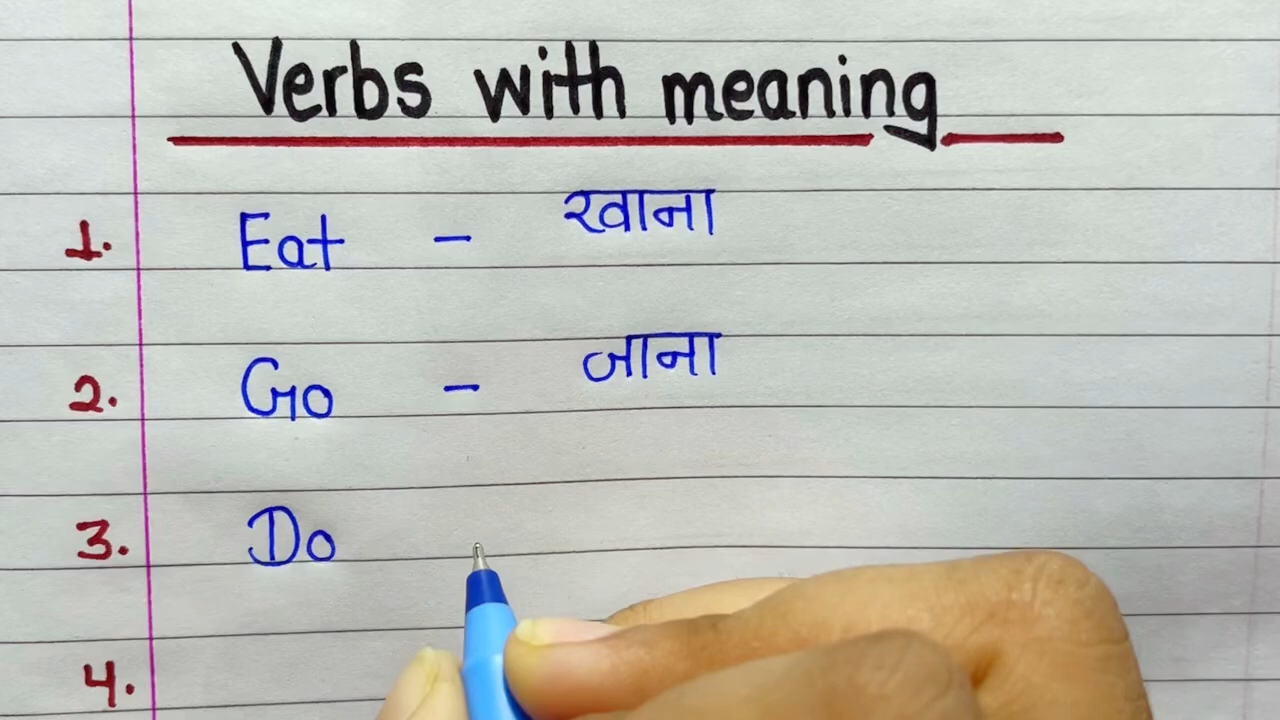 Verbs with meaning
1. Eat - खाना
2. Go - जाना
3. Do
4.